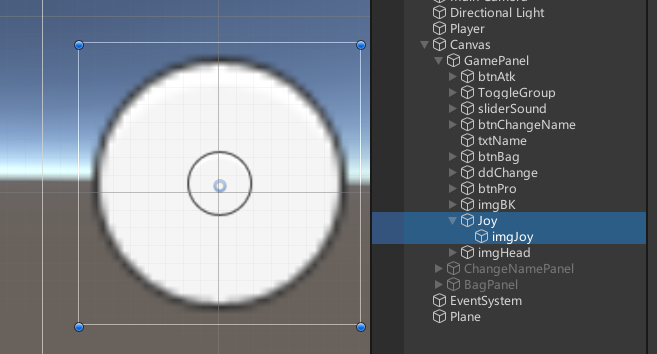 Directional Light
Player
Canvas
GamePanel
btnAtk
ToggleGroup
sliderSound
btnChangeName
txtName
btnBag
ddChange
btnPro
imgBK
Joy
imgJoy
imgHead
ChangeNamePanel
BagPanel
EventSystem
Plane